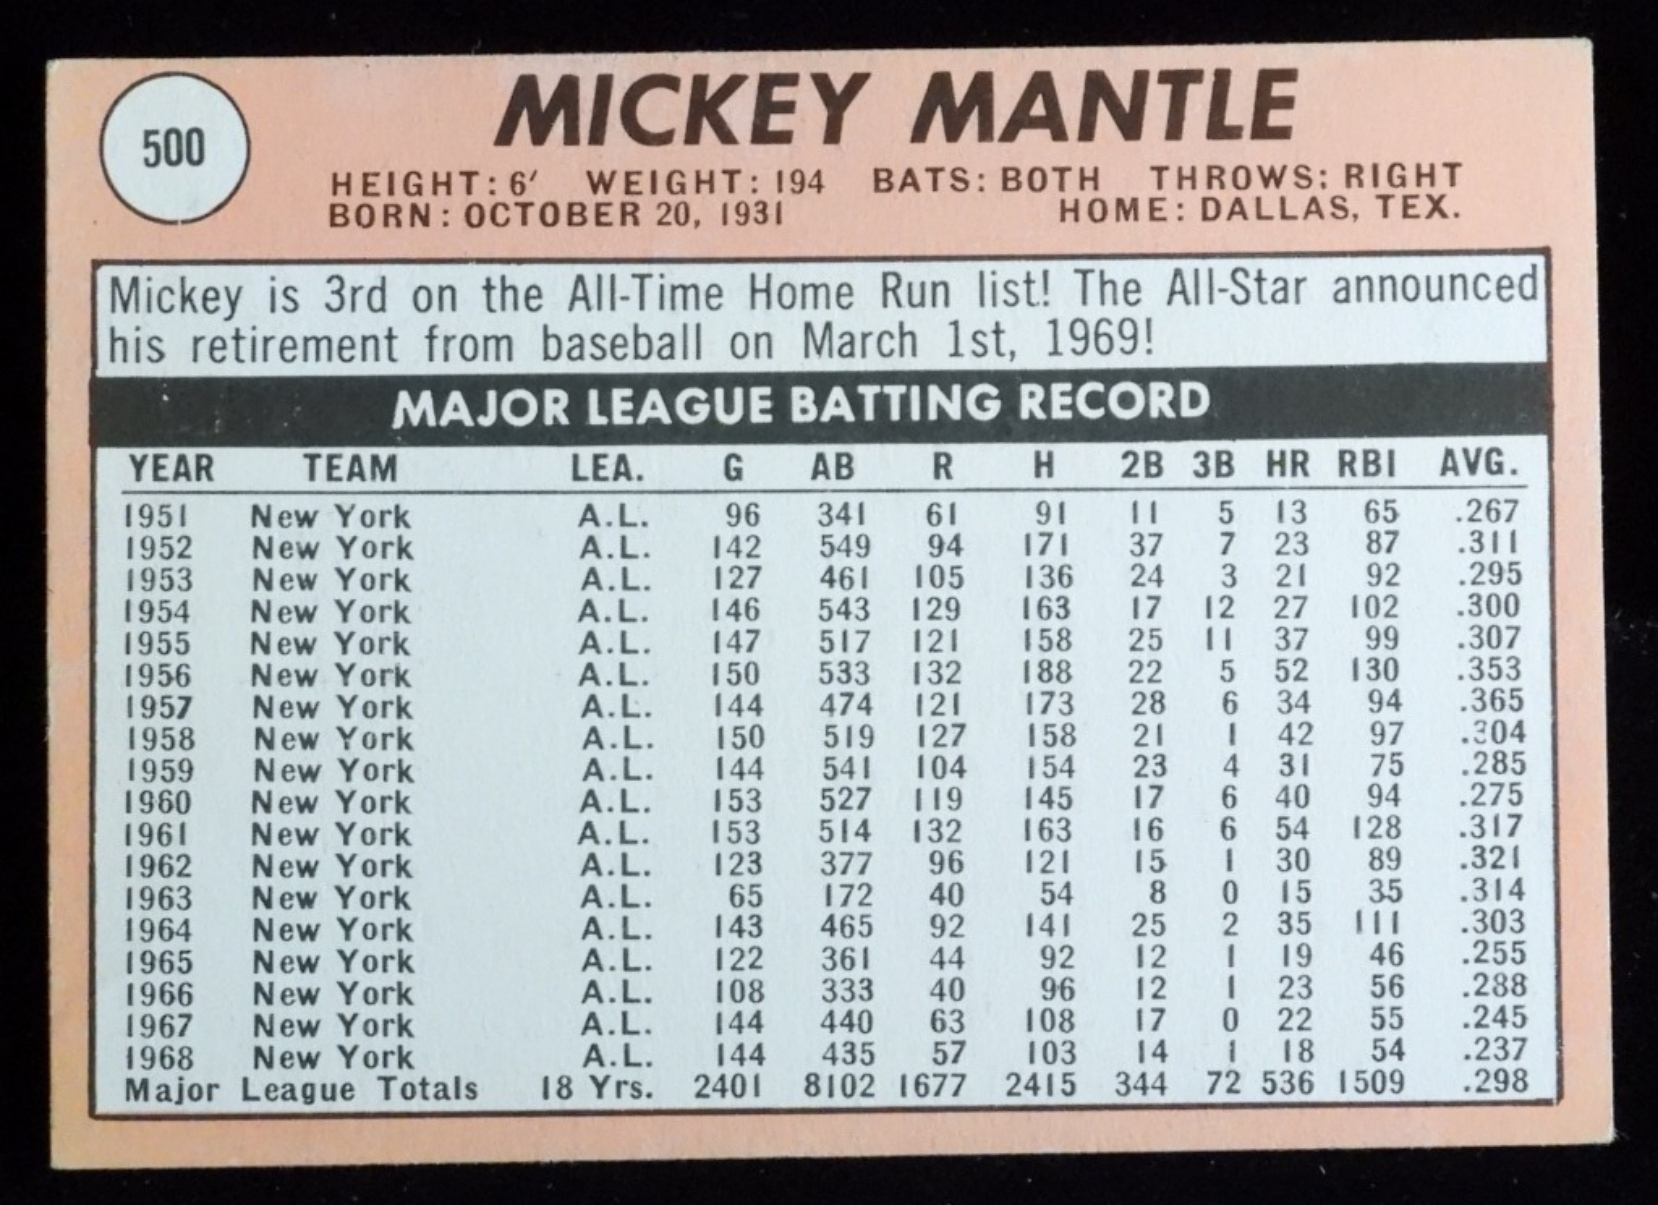 500
MICKEY MANTLE
HEIGHT: 6' WEIGHT: 194 BATS: BOTH THROWS: RIGHT
BORN: OCTOBER 20, 1931 HOME: DALLAS, TEX.
Mickey is 3rd on the All-Time Home Run list! The All-Star announced
his retirement from baseball on March 1st, 1969!
MAJOR LEAGUE BATTING RECORD
YEAR TEAM LEA. G AB R H 2B 3B HR RBI AVG.
1951 New York A.L. 96 341 61 91 11 5 13 65 .267
1952 New York A.L. 142 549 94 171 37 7 23 87 .311
1953 New York A.L. 127 461 105 136 24 3 21 92 .295
1954 New York A.L. 146 543 129 163 17 12 27 102 .300
1955 New York A.L. 147 517 121 158 25 11 37 99 .307
1956 New York A.L. 150 533 132 188 22 5 52 130 .353
1957 New York A.L. 144 474 121 173 28 6 34 94 .365
1958 New York A.L. 150 519 127 158 21 1 42 97 .304
1959 New York A.L. 144 541 104 154 23 4 31 75 .285
1960 New York A.L. 153 527 119 145 17 6 40 94 .275
1961 New York A.L. 153 514 132 163 16 6 54 128 .317
1962 New York A.L. 123 377 96 121 15 1 30 89 .321
1963 New York A.L. 65 172 40 54 8 0 15 35 .314
1964 New York A.L. 143 465 92 141 25 2 35 111 .303
1965 New York A.L. 122 361 44 92 12 1 19 46 .255
1966 New York A.L. 108 333 40 96 12 1 23 56 .288
1967 New York A.L. 144 440 63 108 17 0 22 55 .245
1968 New York A.L. 144 435 57 103 14 1 18 54 .237
Major League Totals 18 Yrs. 2401 8102 1677 2415 344 72 536 1509 .298